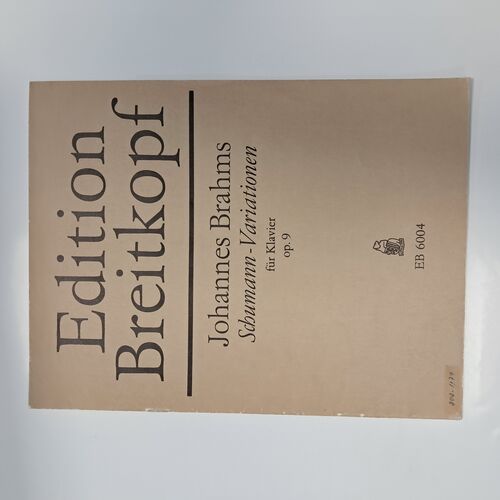 Edition
Breitkopf
Johannes Brahms
Schumann-Variationen
für Klavier
op. 9
EB 6004